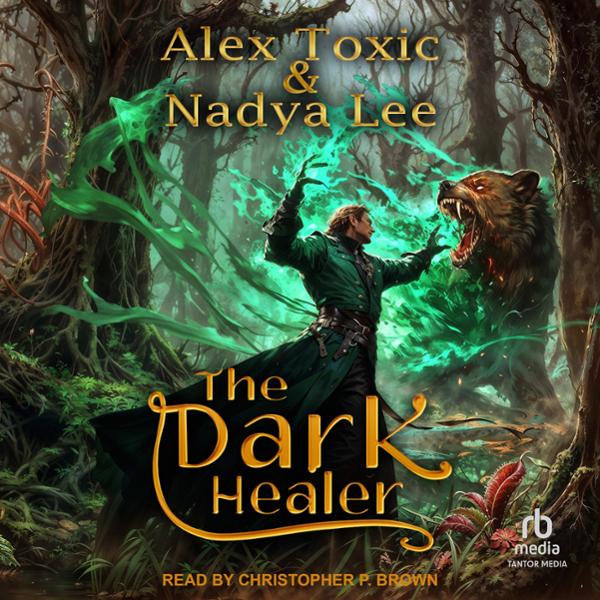 Alex Toxic
&
Nadya Lee
The
Dark
Healer
rb
media
TANTOR MEDIA
READ BY CHRISTOPHER P. BROWN